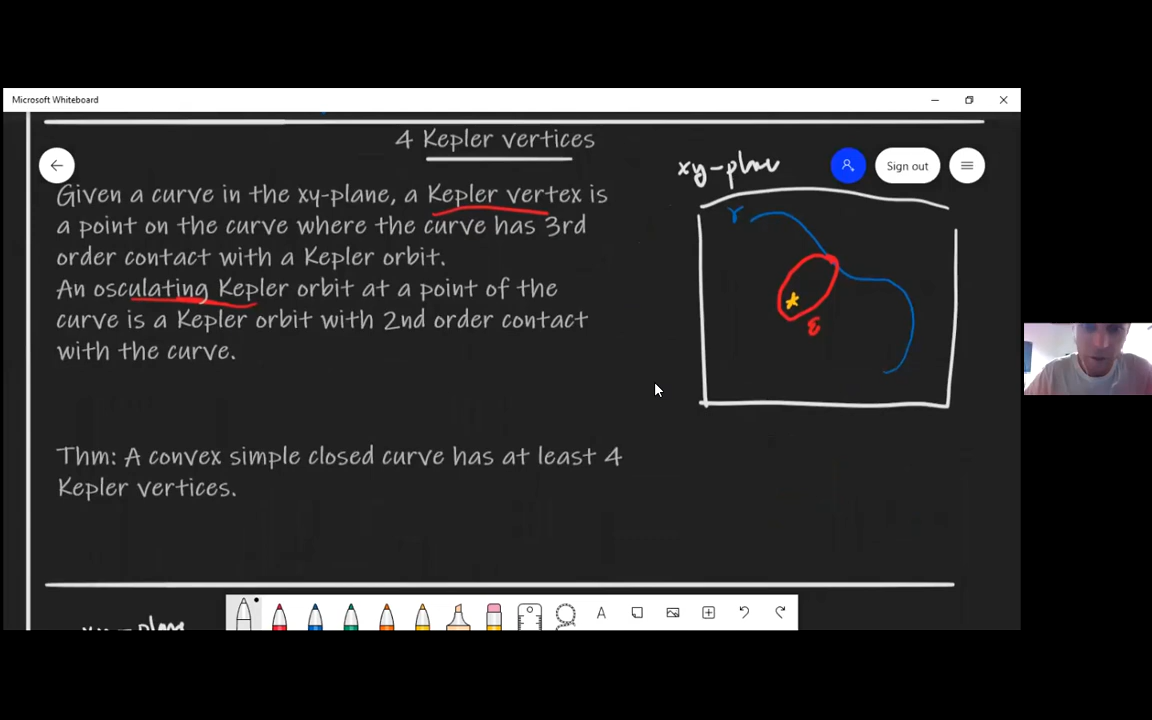 Microsoft Whiteboard
4 Kepler vertices
xy-plane
Sign out
Given a curve in the xy-plane, a Kepler vertex is
a point on the curve where the curve has 3rd
order contact with a Kepler orbit.
An osculating Kepler orbit at a point of the
curve is a Kepler orbit with 2nd order contact
with the curve.
γ
ε
Thm: A convex simple closed curve has at least 4
Kepler vertices.
xy-plane
A